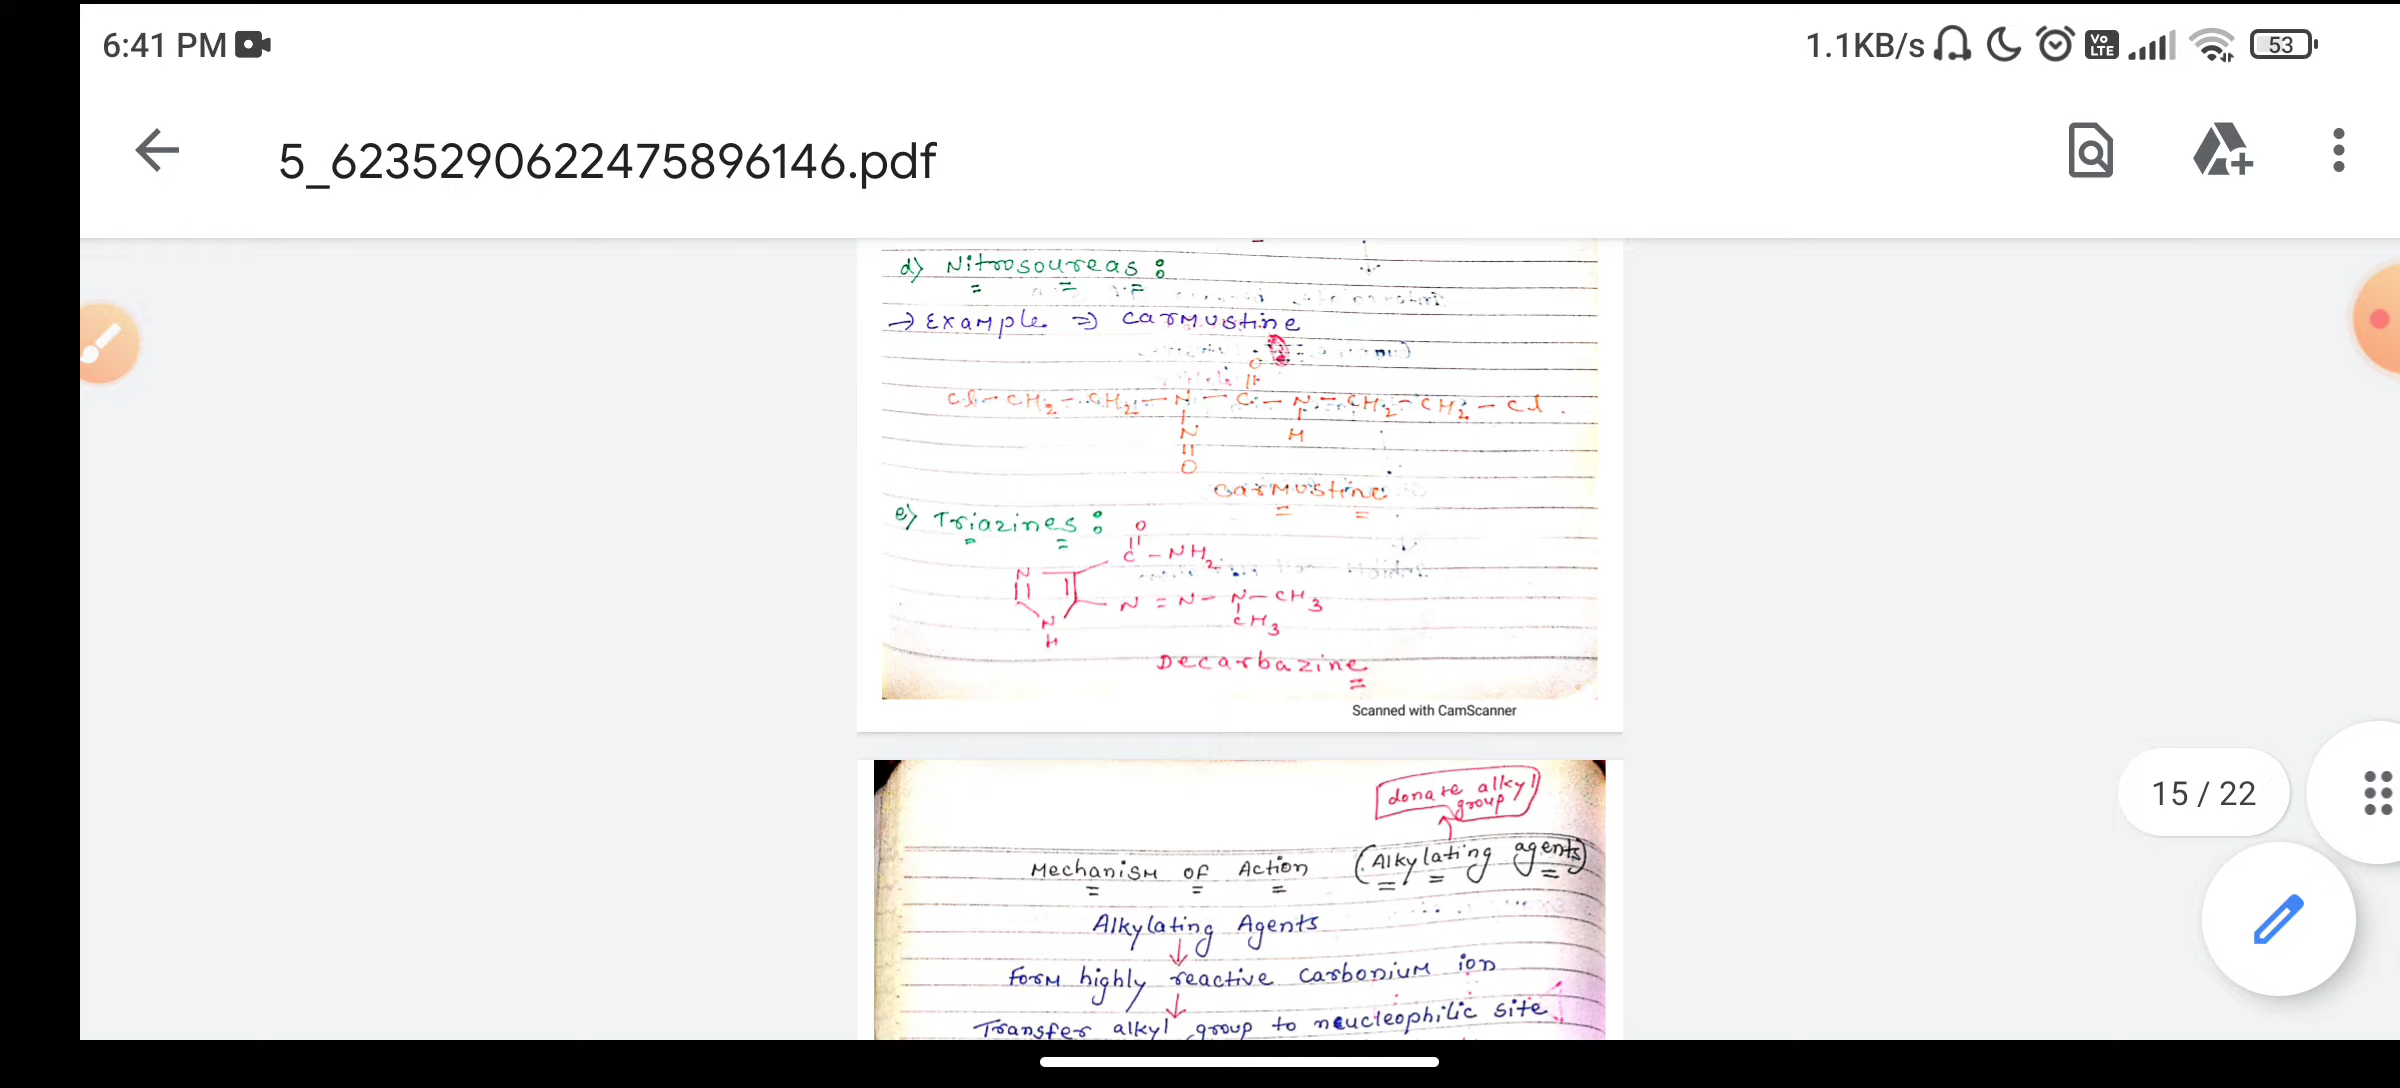 6:41 PM
1.1KB/s
Vo LTE
53
5_6235290622475896146.pdf
d) Nitrosoureas :
→ Example ⇒ Carmustine
O
||
Cl - CH2 - CH2 - N - C - N - CH2 - CH2 - Cl
N H
||
O
Carmustine
e) Triazines :
O
||
C - NH2
N
N = N - N - CH3
CH3
N
H
Decarbazine
Scanned with CamScanner
15 / 22
donate alkyl
group
Mechanism of Action (Alkylating agents)
Alkylating Agents
↓
Form highly reactive carbonium ion
↓
Transfer alkyl group to neucleophilic site